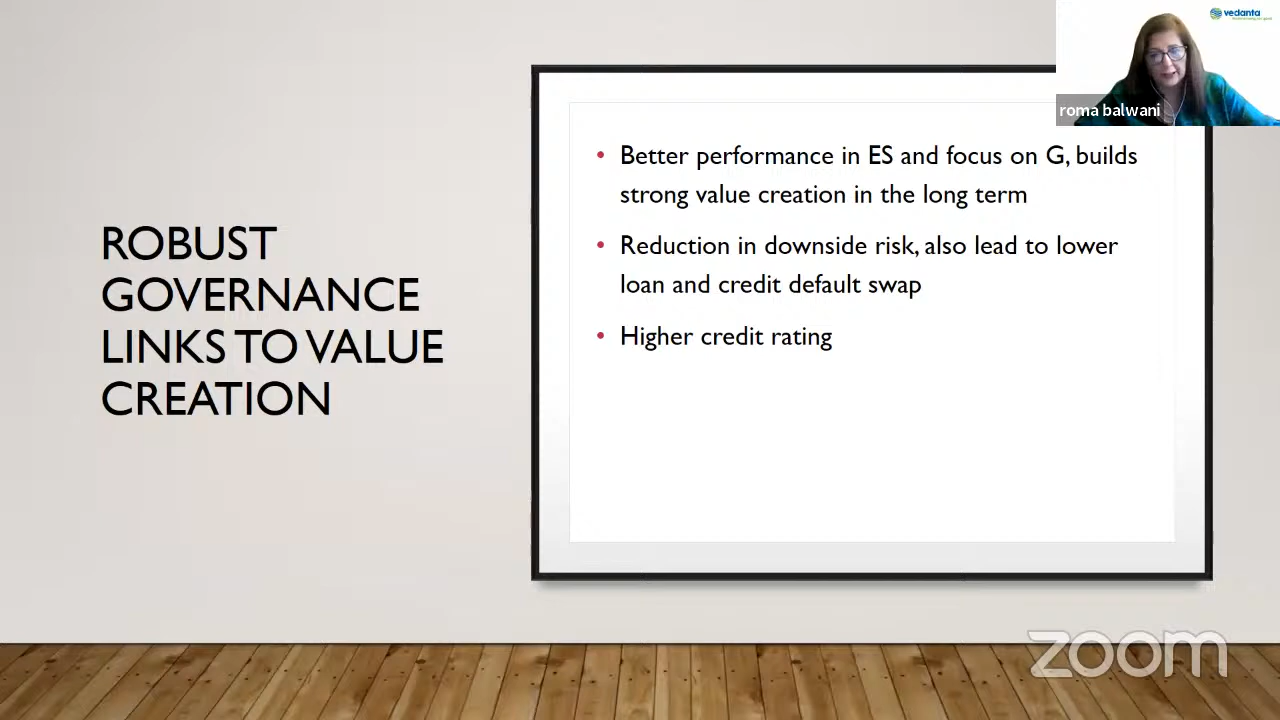 vedanta
roma balwani
ROBUST
GOVERNANCE
LINKS TO VALUE
CREATION
• Better performance in ES and focus on G, builds
strong value creation in the long term
• Reduction in downside risk, also lead to lower
loan and credit default swap
• Higher credit rating
zoom